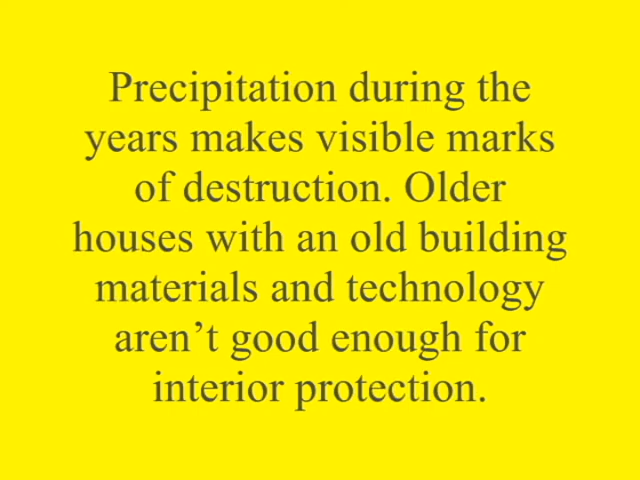 Precipitation during the
years makes visible marks
of destruction. Older
houses with an old building
materials and technology
aren’t good enough for
interior protection.